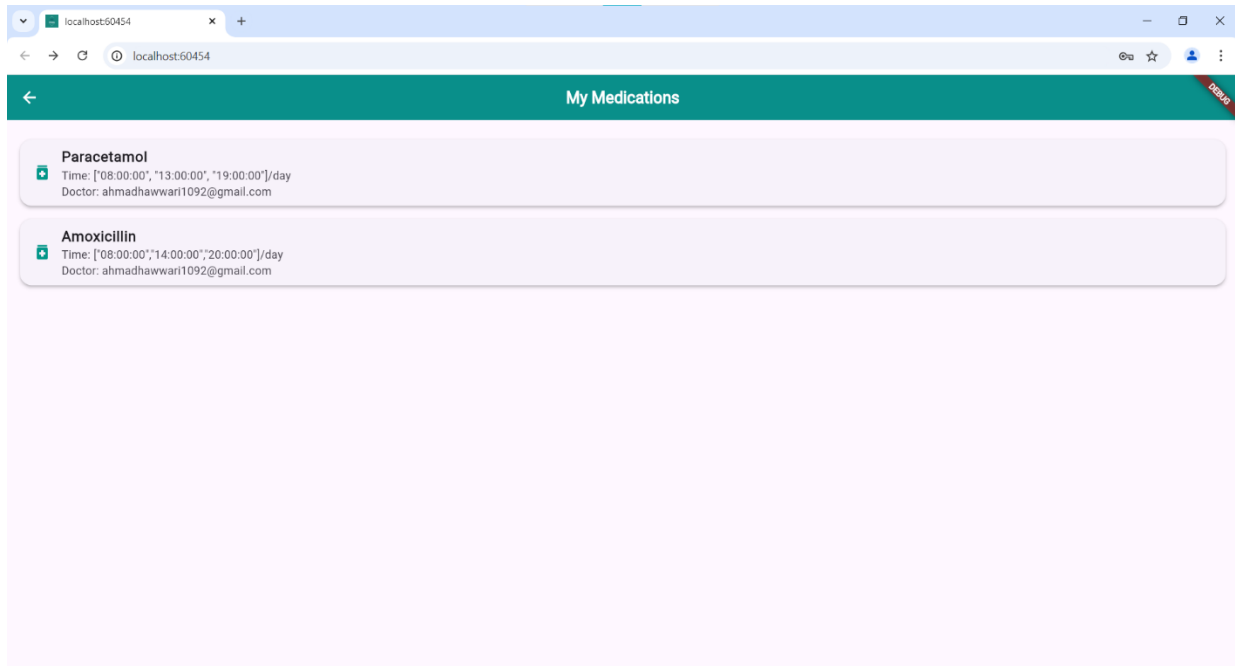 localhost:60454
localhost:60454
My Medications
DEBUG
Paracetamol
Time: ["08:00:00", "13:00:00", "19:00:00"]/day
Doctor: ahmadhawwari1092@gmail.com
Amoxicillin
Time: ["08:00:00","14:00:00","20:00:00"]/day
Doctor: ahmadhawwari1092@gmail.com